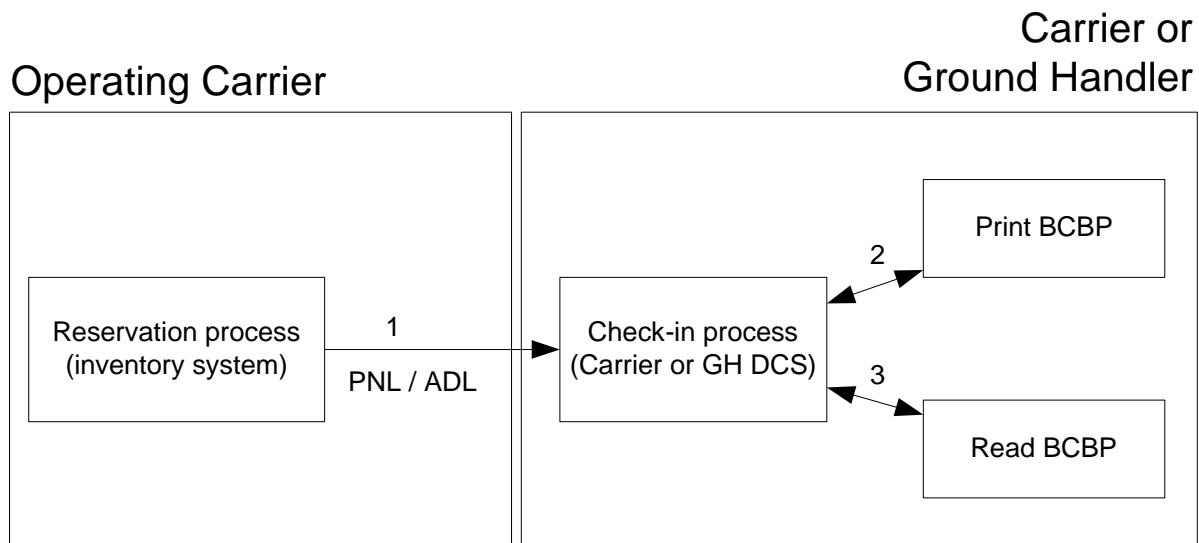 Operating Carrier
Carrier or
Ground Handler
Reservation process
(inventory system)
1
PNL / ADL
Check-in process
(Carrier or GH DCS)
2
Print BCBP
3
Read BCBP